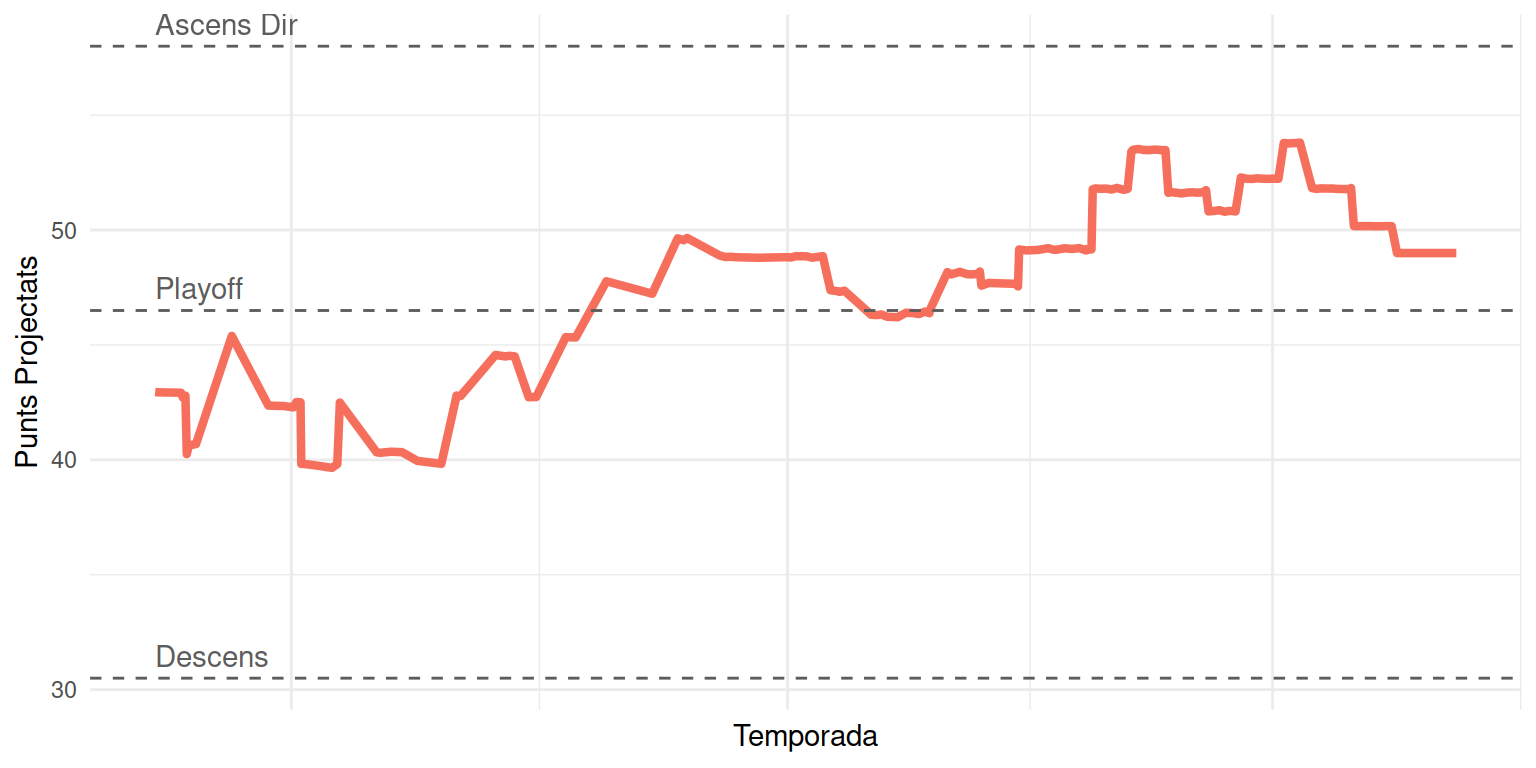 Ascens Dir
50
Playoff
40
Descens
30
Punts Projectats
Temporada